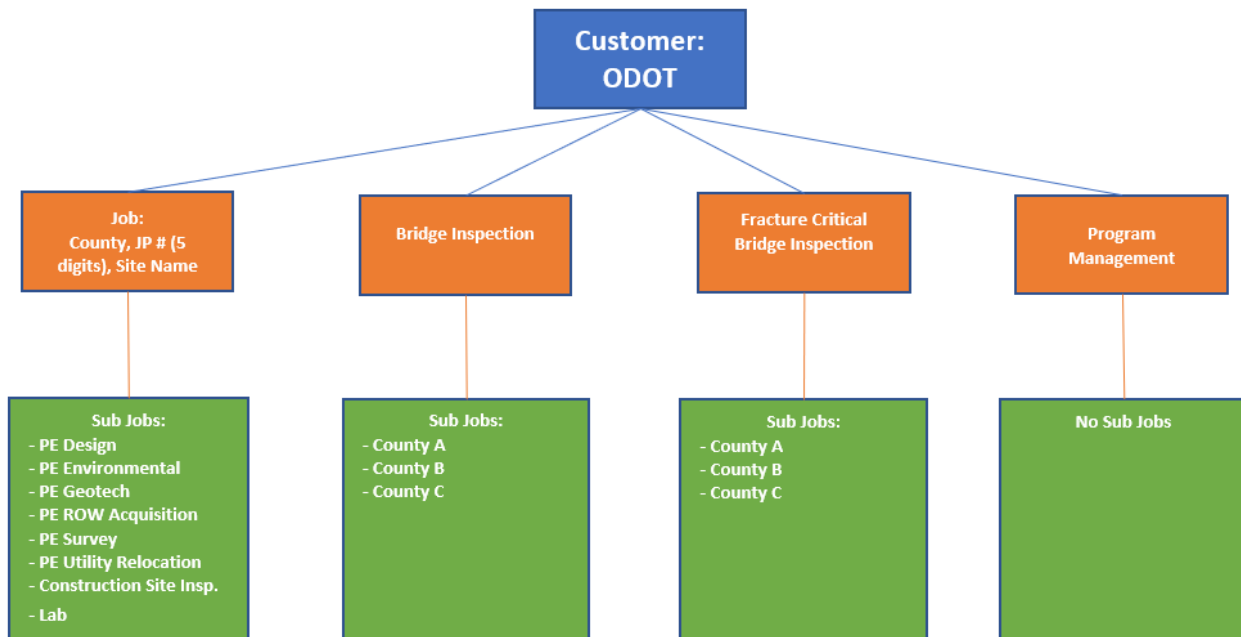 Customer:
ODOT
Job:
County, JP # (5
digits), Site Name
Bridge Inspection
Fracture Critical
Bridge Inspection
Program
Management
Sub Jobs:
- PE Design
- PE Environmental
- PE Geotech
- PE ROW Acquisition
- PE Survey
- PE Utility Relocation
- Construction Site Insp.
- Lab
Sub Jobs:
- County A
- County B
- County C
Sub Jobs:
- County A
- County B
- County C
No Sub Jobs